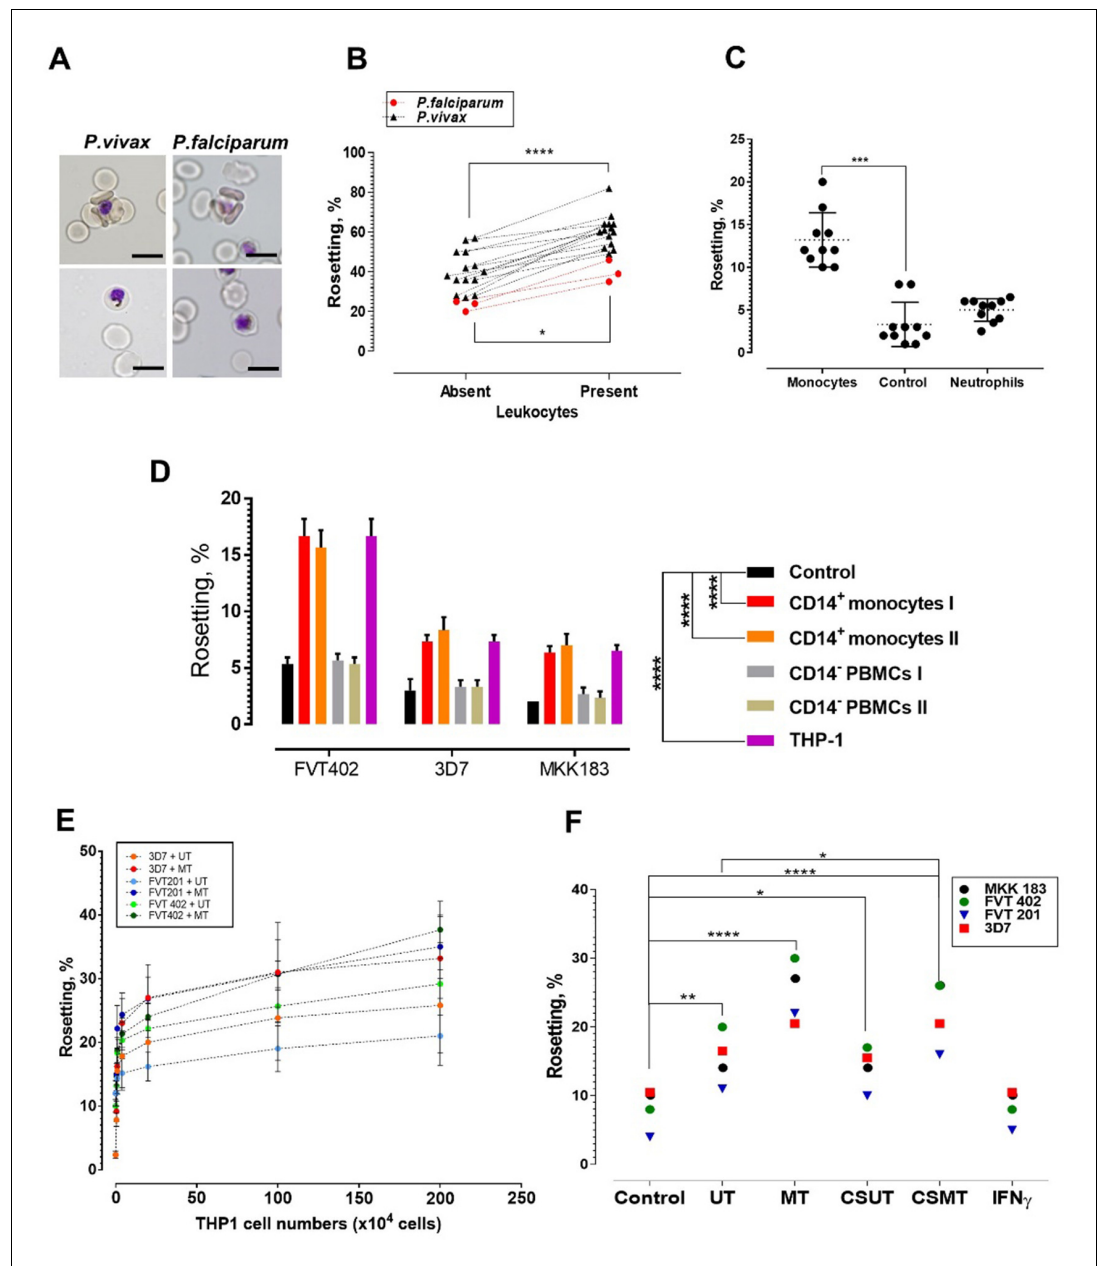 A
P.vivax P.falciparum
B
P.falciparum
P.vivax
Rosetting, %
100
80
60
40
20
0
****
*
Absent Present
Leukocytes
C
Rosetting, %
25
20
15
10
5
0
***
Monocytes Control Neutrophils
D
Rosetting, %
20
15
10
5
0
FVT402 3D7 MKK183
****
****
****
Control
CD14+ monocytes I
CD14+ monocytes II
CD14- PBMCs I
CD14- PBMCs II
THP-1
E
3D7 + UT
3D7 + MT
FVT201 + UT
FVT201 + MT
FVT 402 + UT
FVT402 + MT
Rosetting, %
50
40
30
20
10
0
0 50 100 150 200 250
THP1 cell numbers (x10^4 cells)
F
MKK 183
FVT 402
FVT 201
3D7
Rosetting, %
40
30
20
10
0
*
****
*
****
**
Control UT MT CSUT CSMT IFNγ